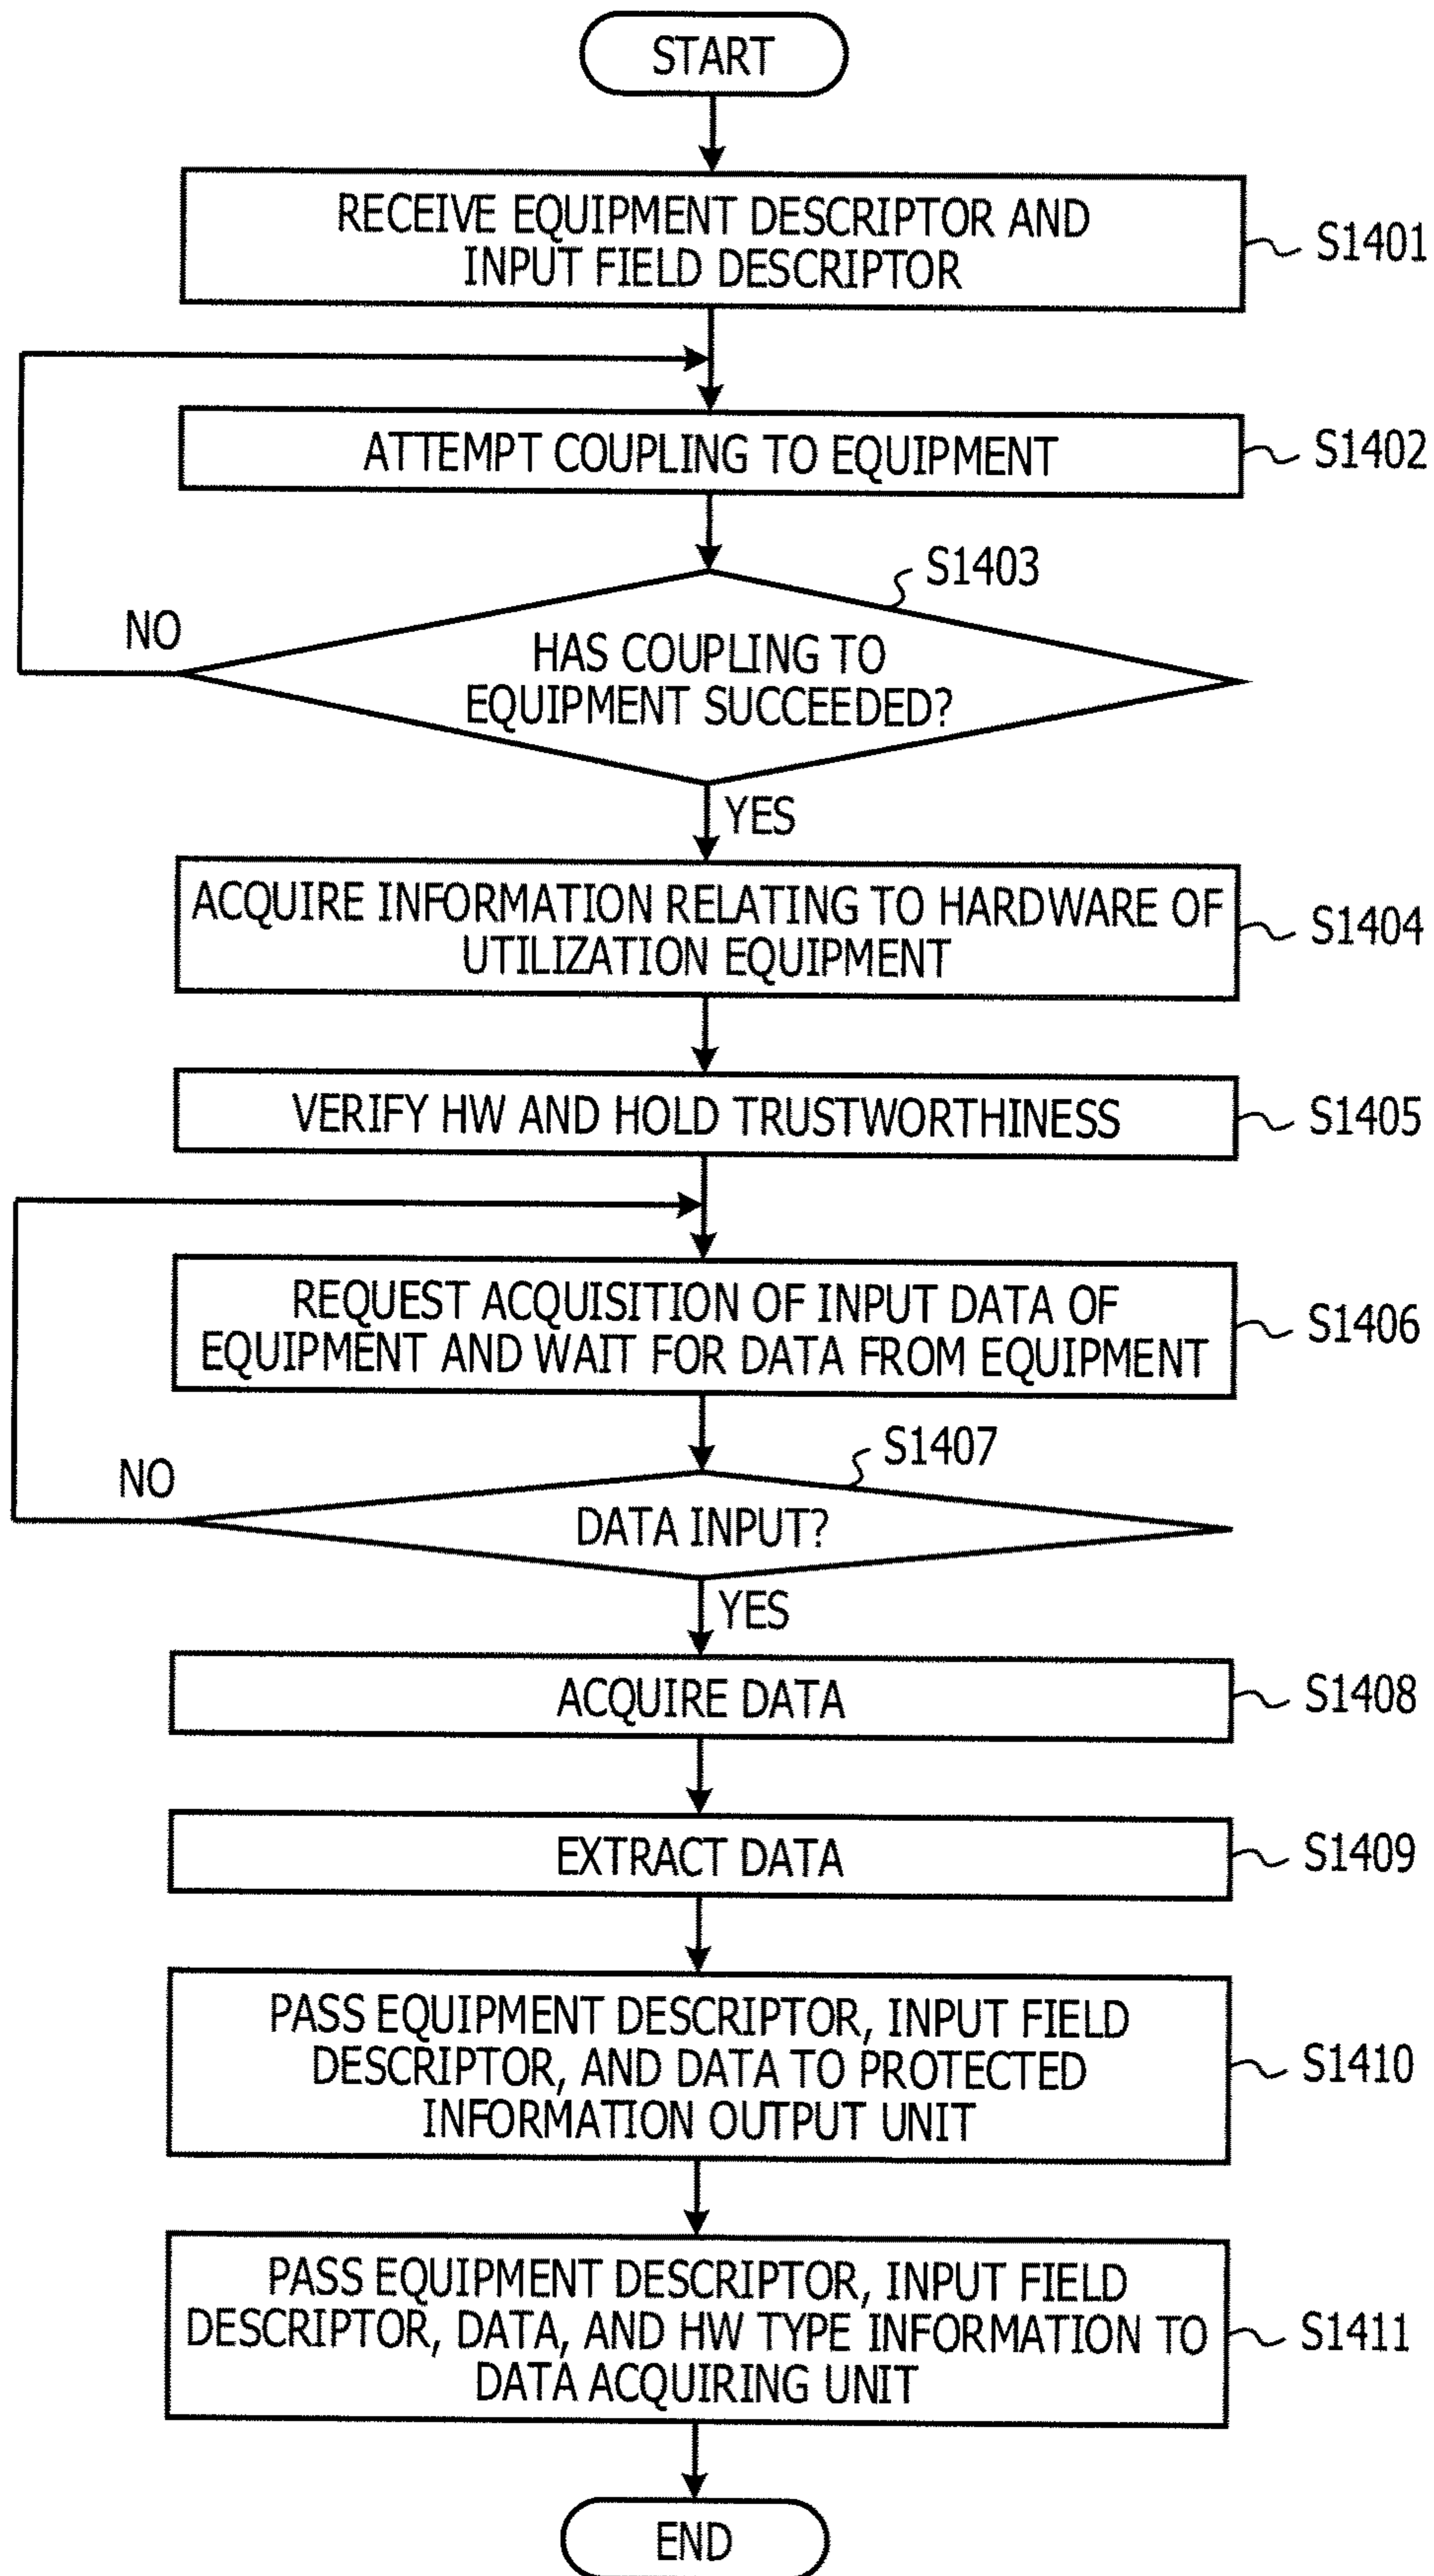 START
RECEIVE EQUIPMENT DESCRIPTOR AND
INPUT FIELD DESCRIPTOR
S1401
ATTEMPT COUPLING TO EQUIPMENT
S1402
S1403
NO
HAS COUPLING TO
EQUIPMENT SUCCEEDED?
YES
ACQUIRE INFORMATION RELATING TO HARDWARE OF
UTILIZATION EQUIPMENT
S1404
VERIFY HW AND HOLD TRUSTWORTHINESS
S1405
REQUEST ACQUISITION OF INPUT DATA OF
EQUIPMENT AND WAIT FOR DATA FROM EQUIPMENT
S1406
S1407
NO
DATA INPUT?
YES
ACQUIRE DATA
S1408
EXTRACT DATA
S1409
PASS EQUIPMENT DESCRIPTOR, INPUT FIELD
DESCRIPTOR, AND DATA TO PROTECTED
INFORMATION OUTPUT UNIT
S1410
PASS EQUIPMENT DESCRIPTOR, INPUT FIELD
DESCRIPTOR, DATA, AND HW TYPE INFORMATION TO
DATA ACQUIRING UNIT
S1411
END